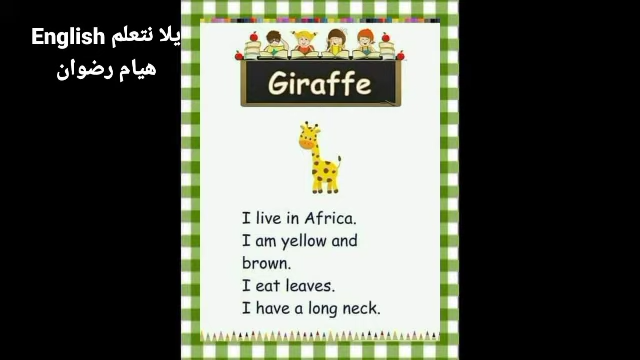 يلا نتعلم English
هيام رضوان
Giraffe
I live in Africa.
I am yellow and
brown.
I eat leaves.
I have a long neck.